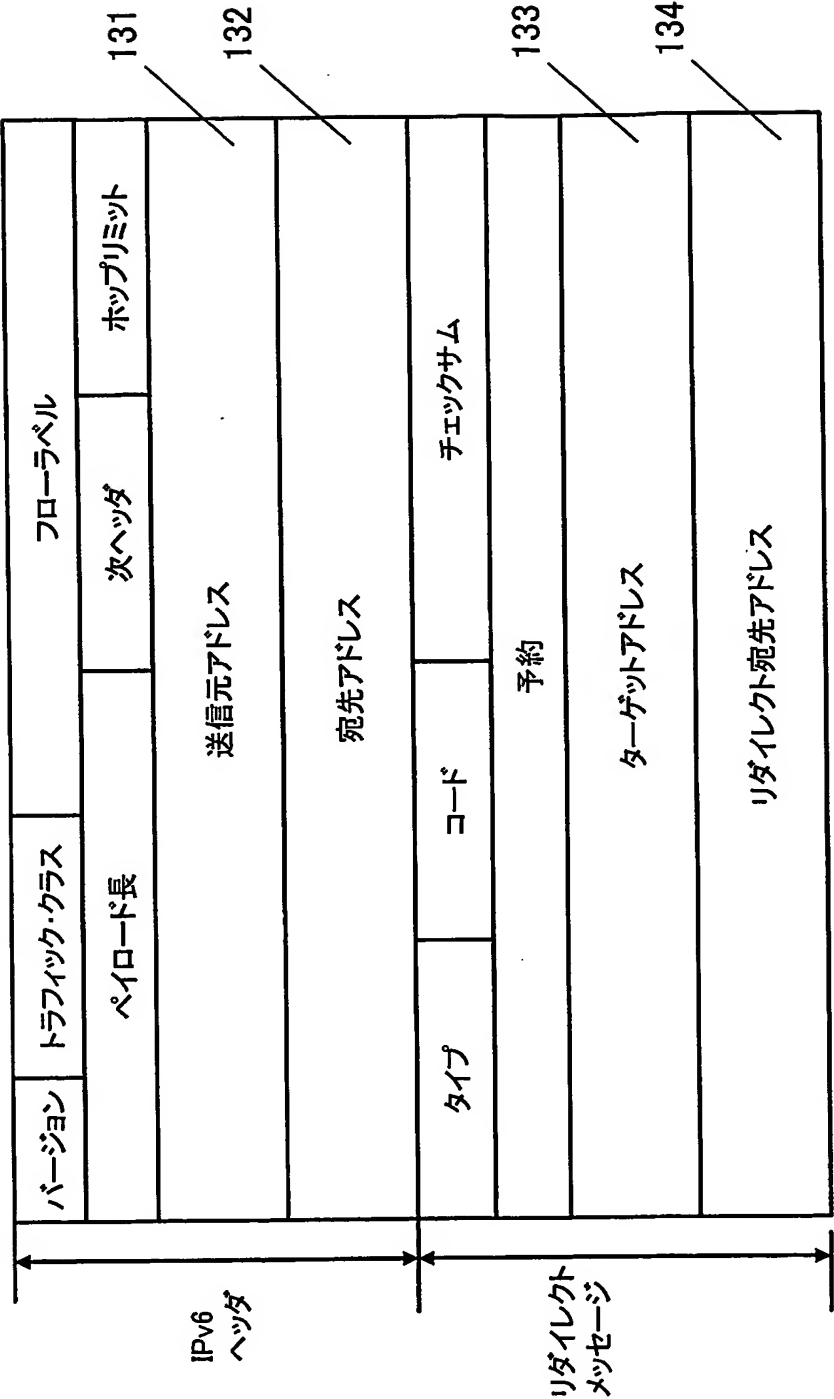 バージョン
トラフィック・クラス
フローラベル
ペイロード長
次ヘッダ
ホップリミット
送信元アドレス
131
宛先アドレス
132
IPv6
ヘッダ
タイプ
コード
チェックサム
予約
ターゲットアドレス
133
リダイレクト宛先アドレス
134
リダイレクト
メッセージ